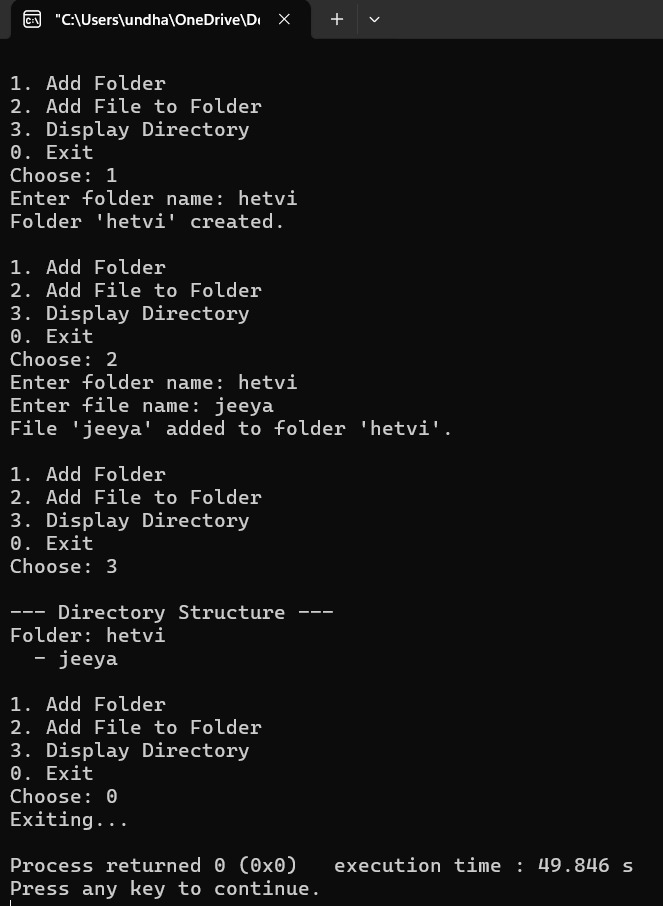 "C:\Users\undha\OneDrive\De
1. Add Folder
2. Add File to Folder
3. Display Directory
0. Exit
Choose: 1
Enter folder name: hetvi
Folder 'hetvi' created.
1. Add Folder
2. Add File to Folder
3. Display Directory
0. Exit
Choose: 2
Enter folder name: hetvi
Enter file name: jeeya
File 'jeeya' added to folder 'hetvi'.
1. Add Folder
2. Add File to Folder
3. Display Directory
0. Exit
Choose: 3
--- Directory Structure ---
Folder: hetvi
  - jeeya
1. Add Folder
2. Add File to Folder
3. Display Directory
0. Exit
Choose: 0
Exiting...
Process returned 0 (0x0)   execution time : 49.846 s
Press any key to continue.